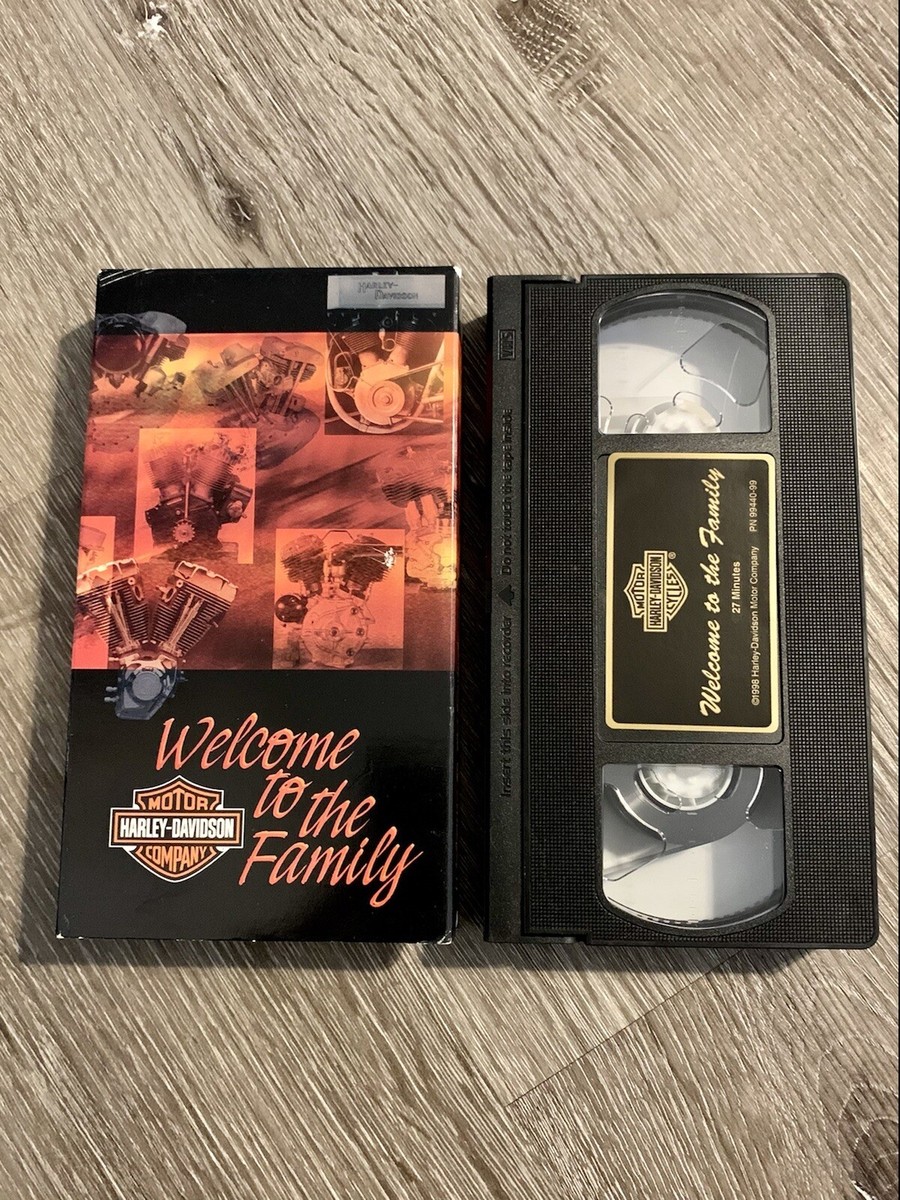 HARLEY-
DAVIDSON
Welcome
to the
Family
MOTOR
HARLEY-DAVIDSON
COMPANY
VHS
Insert this side into recorder ▲ Do not touch the tape inside
MOTOR
HARLEY-DAVIDSON
CYCLES
®
Welcome to the Family
27 Minutes
©1998 Harley-Davidson Motor Company PN 99440-99